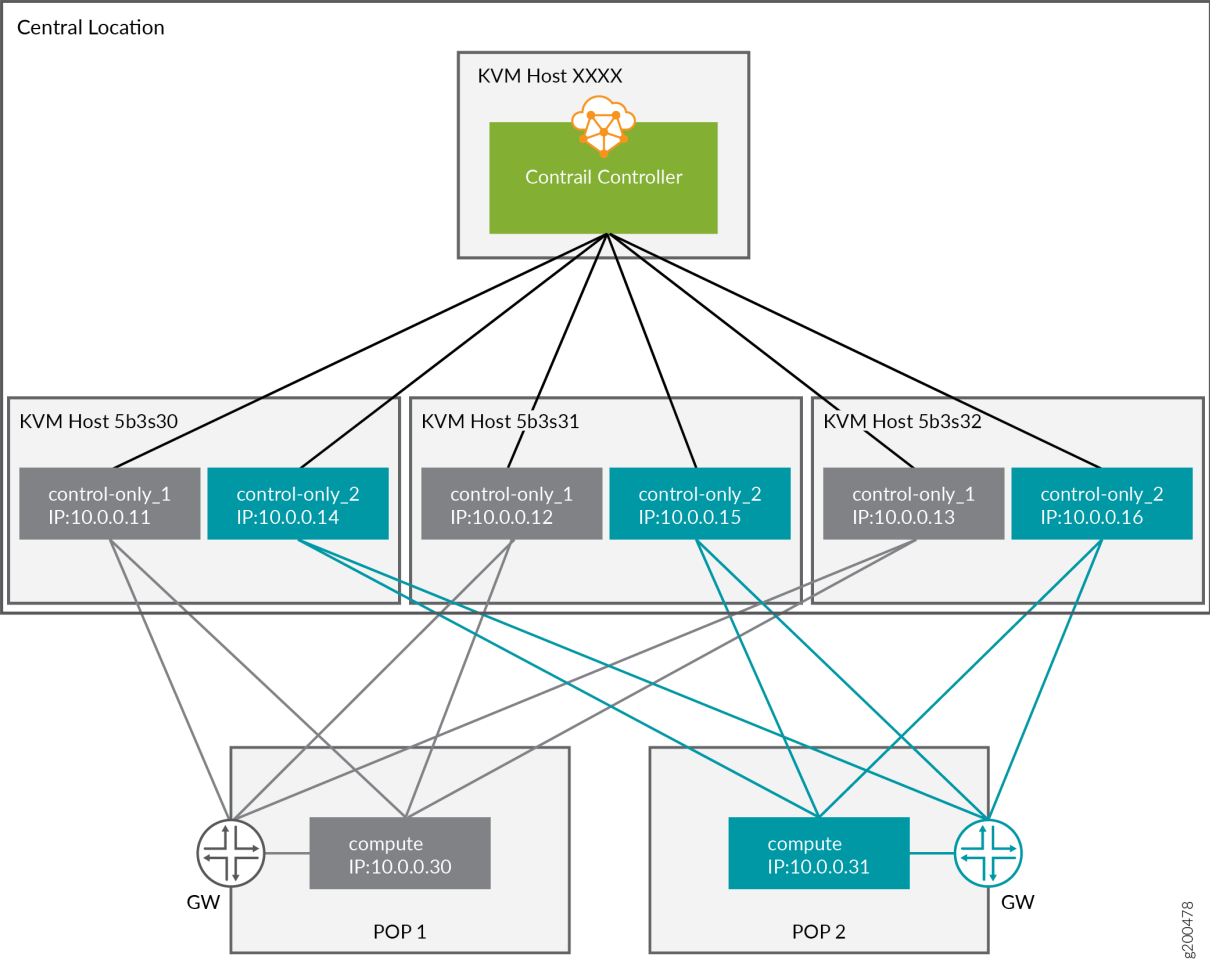 Central Location
KVM Host XXXX
Contrail Controller
KVM Host 5b3s30
control-only_1
IP:10.0.0.11
control-only_2
IP:10.0.0.14
KVM Host 5b3s31
control-only_1
IP:10.0.0.12
control-only_2
IP:10.0.0.15
KVM Host 5b3s32
control-only_1
IP:10.0.0.13
control-only_2
IP:10.0.0.16
GW
compute
IP:10.0.0.30
POP 1
compute
IP:10.0.0.31
POP 2
GW
g200478